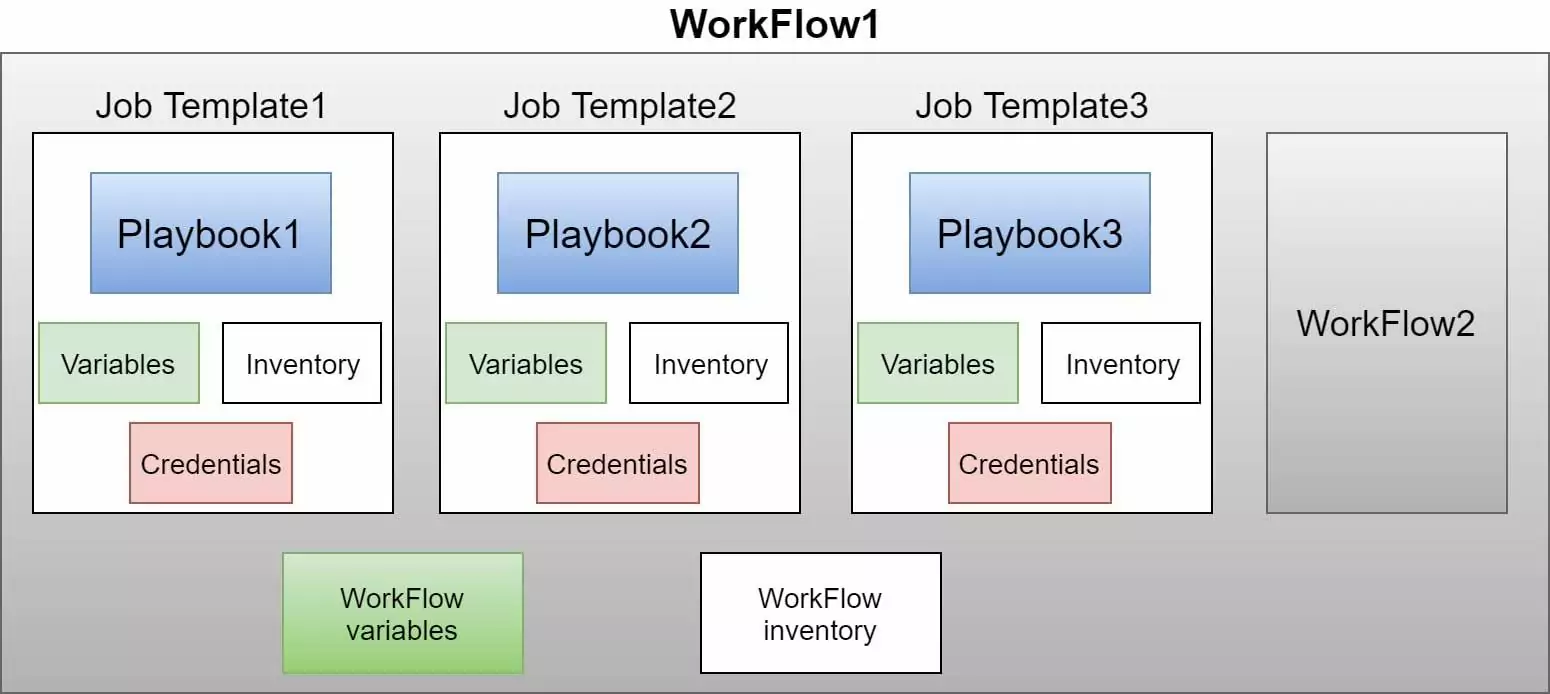 WorkFlow1
Job Template1
Job Template2
Job Template3
Playbook1
Playbook2
Playbook3
WorkFlow2
Variables
Inventory
Variables
Inventory
Variables
Inventory
Credentials
Credentials
Credentials
WorkFlow
variables
WorkFlow
inventory